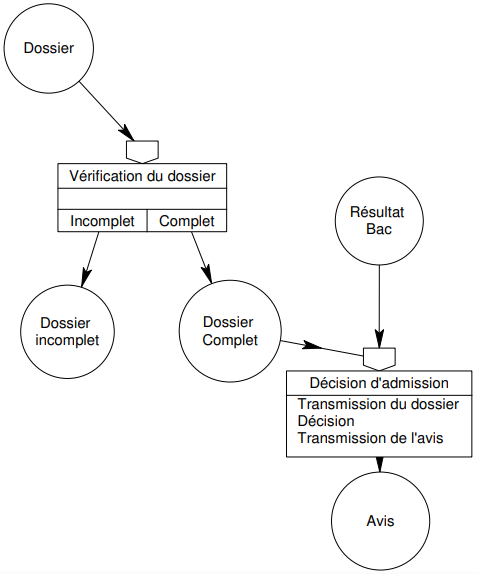 Dossier
Vérification du dossier
Incomplet
Complet
Résultat
Bac
Dossier
incomplet
Dossier
Complet
Décision d'admission
Transmission du dossier
Décision
Transmission de l'avis
Avis